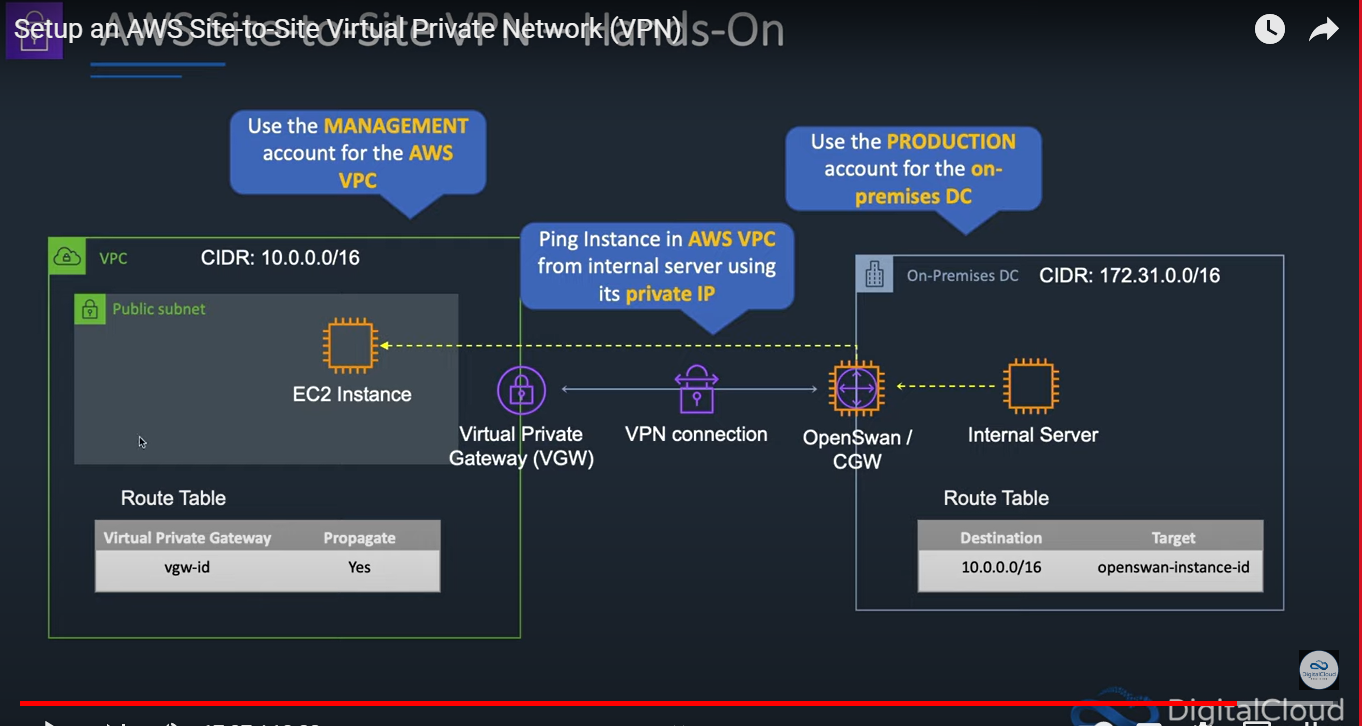 Setup an AWS Site-to-Site Virtual Private Network (VPN)
AWS Site-to-Site VPN – Hands-On
Use the MANAGEMENT
account for the AWS
VPC
Use the PRODUCTION
account for the on-
premises DC
Ping Instance in AWS VPC
from internal server using
its private IP
VPC
CIDR: 10.0.0.0/16
On-Premises DC
CIDR: 172.31.0.0/16
Public subnet
EC2 Instance
Virtual Private
Gateway (VGW)
VPN connection
OpenSwan /
CGW
Internal Server
Route Table
Virtual Private Gateway Propagate
vgw-id Yes
Route Table
Destination Target
10.0.0.0/16 openswan-instance-id
DigitalCloud
DigitalCloud